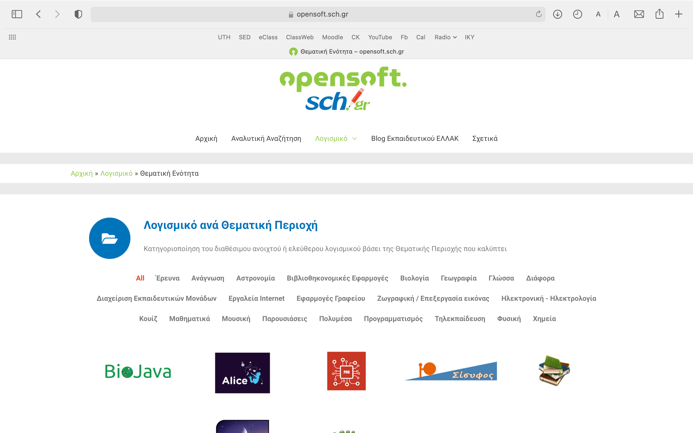 opensoft.sch.gr
A A
UTH SED eClass ClassWeb Moodle CK YouTube Fb Cal Radio IKY
Θεματική Ενότητα – opensoft.sch.gr
opensoft.
sch.gr
Αρχική Αναλυτική Αναζήτηση Λογισμικό Blog Εκπαιδευτικού ΕΛΛΑΚ Σχετικά
Αρχική » Λογισμικό » Θεματική Ενότητα
Λογισμικό ανά Θεματική Περιοχή
Κατηγοριοποίηση του διαθέσιμου ανοιχτού ή ελεύθερου λογισμικού βάσει της Θεματικής Περιοχής που καλύπτει
All Έρευνα Ανάγνωση Αστρονομία Βιβλιοθηκονομικές Εφαρμογές Βιολογία Γεωγραφία Γλώσσα Διάφορα
Διαχείριση Εκπαιδευτικών Μονάδων Εργαλεία Internet Εφαρμογές Γραφείου Ζωγραφική / Επεξεργασία εικόνας Ηλεκτρονική - Ηλεκτρολογία
Κουίζ Μαθηματικά Μουσική Παρουσιάσεις Πολυμέσα Προγραμματισμός Τηλεκπαίδευση Φυσική Χημεία
BioJava Alice Σίσυφος